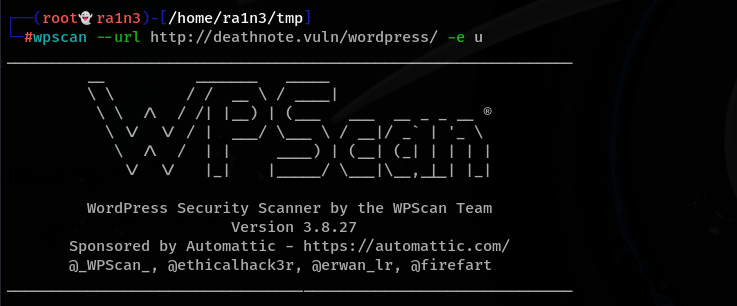 (root👻ra1n3)-[/home/ra1n3/tmp]
#wpscan --url http://deathnote.vuln/wordpress/ -e u
WPScan ®
WordPress Security Scanner by the WPScan Team
Version 3.8.27
Sponsored by Automattic - https://automattic.com/
@_WPScan_, @ethicalhack3r, @erwan_lr, @firefart